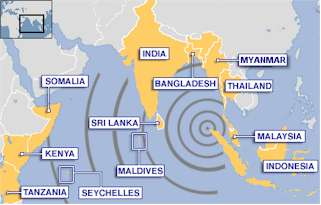 INDIA
MYANMAR
BANGLADESH
THAILAND
SOMALIA
SRI LANKA
MALAYSIA
KENYA
MALDIVES
INDONESIA
TANZANIA
SEYCHELLES